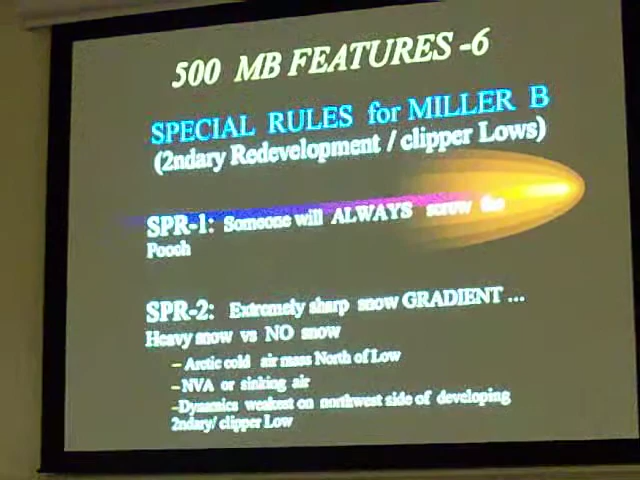 500 MB FEATURES -6
SPECIAL RULES for MILLER B
(2ndary Redevelopment / clipper Lows)
SPR-1: Someone will ALWAYS screw the
Pooch
SPR-2: Extremely sharp snow GRADIENT ...
Heavy snow vs NO snow
– Arctic cold air mass North of Low
– NVA or sinking air
–Dynamics weakest on northwest side of developing
2ndary/ clipper Low